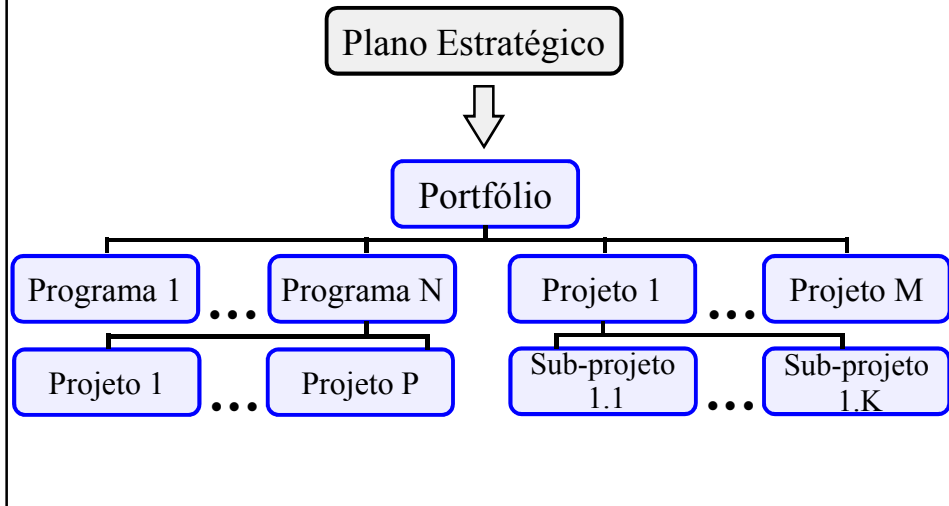 Plano Estratégico
Portfólio
Programa 1 ... Programa N Projeto 1 ... Projeto M
Projeto 1 ... Projeto P Sub-projeto 1.1 ... Sub-projeto 1.K